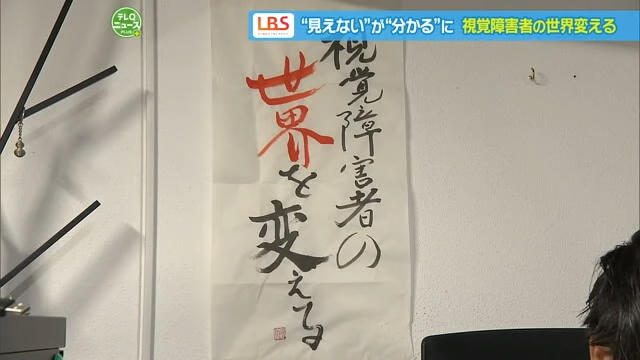 テレQ
ニュース
PLUS+
LBS
“見えない”が“分かる”に 視覚障害者の世界変える
視覚障害者の
世界を変える